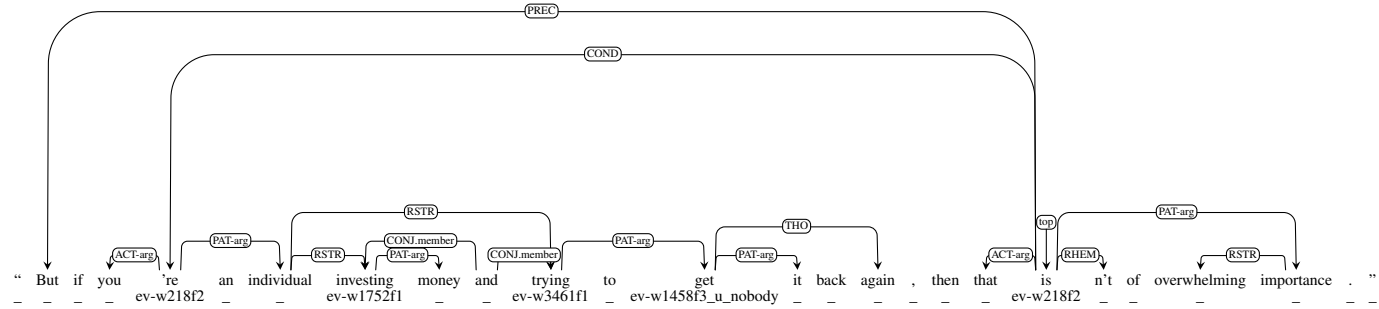 PREC
COND
RSTR
top
PAT-arg
THO
PAT-arg CONJ.member PAT-arg
ACT-arg RSTR PAT-arg CONJ.member PAT-arg ACT-arg RHEM RSTR
“ But if you 're an individual investing money and trying to get it back again , then that is n't of overwhelming importance . ”
_ _ _ _ ev-w218f2 _ _ ev-w1752f1 _ _ ev-w3461f1 _ ev-w1458f3_u_nobody _ _ _ _ _ _ ev-w218f2 _ _ _ _ _ _